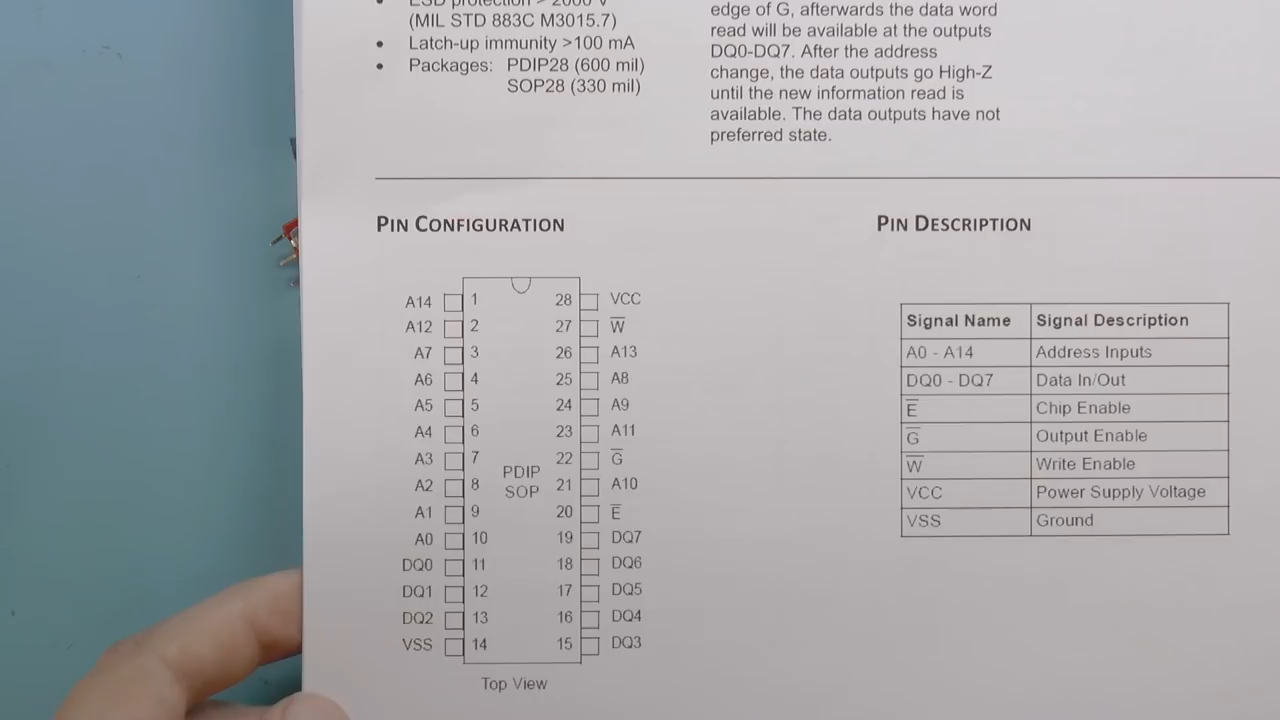 ESD protection > 2000 V
(MIL STD 883C M3015.7)
• Latch-up immunity >100 mA
• Packages: PDIP28 (600 mil)
SOP28 (330 mil)
edge of G, afterwards the data word
read will be available at the outputs
DQ0-DQ7. After the address
change, the data outputs go High-Z
until the new information read is
available. The data outputs have not
preferred state.
PIN CONFIGURATION
A14 1 28 VCC
A12 2 27 W̅
A7 3 26 A13
A6 4 25 A8
A5 5 24 A9
A4 6 23 A11
A3 7 22 G̅
A2 8 21 A10
A1 9 20 E̅
A0 10 19 DQ7
DQ0 11 18 DQ6
DQ1 12 17 DQ5
DQ2 13 16 DQ4
VSS 14 15 DQ3
PDIP
SOP
Top View
PIN DESCRIPTION
Signal Name Signal Description
A0 - A14 Address Inputs
DQ0 - DQ7 Data In/Out
E̅ Chip Enable
G̅ Output Enable
W̅ Write Enable
VCC Power Supply Voltage
VSS Ground